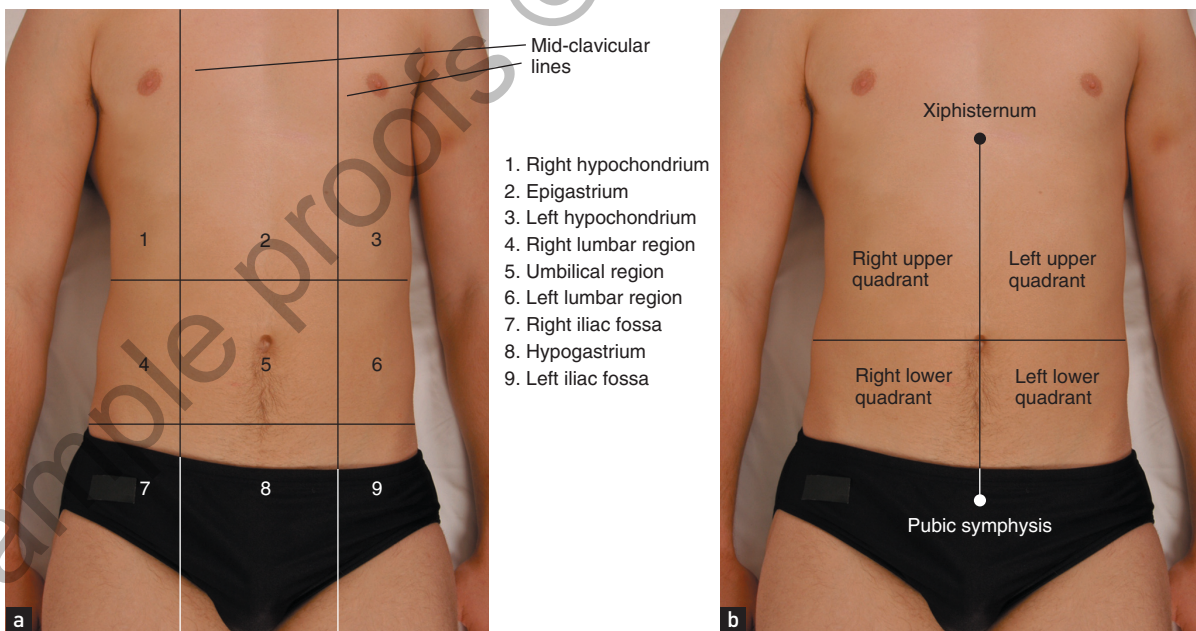 Mid-clavicular
lines
1. Right hypochondrium
2. Epigastrium
3. Left hypochondrium
4. Right lumbar region
5. Umbilical region
6. Left lumbar region
7. Right iliac fossa
8. Hypogastrium
9. Left iliac fossa
1 2 3
4 5 6
7 8 9
a
Xiphisternum
Right upper
quadrant
Left upper
quadrant
Right lower
quadrant
Left lower
quadrant
Pubic symphysis
b
proofs